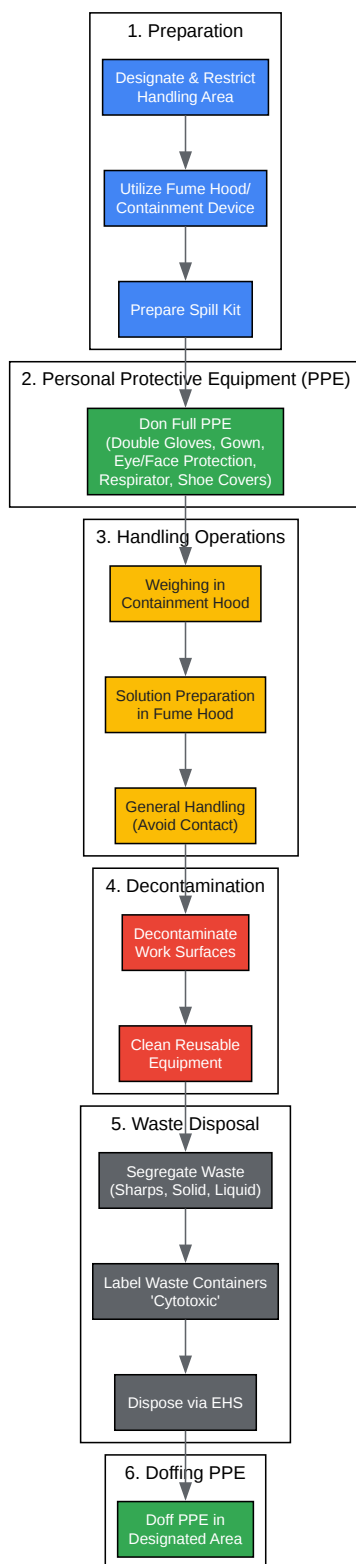 1. Preparation
Designate & Restrict
Handling Area
Utilize Fume Hood/
Containment Device
Prepare Spill Kit
2. Personal Protective Equipment (PPE)
Don Full PPE
(Double Gloves, Gown,
Eye/Face Protection,
Respirator, Shoe Covers)
3. Handling Operations
Weighing in
Containment Hood
Solution Preparation
in Fume Hood
General Handling
(Avoid Contact)
4. Decontamination
Decontaminate
Work Surfaces
Clean Reusable
Equipment
5. Waste Disposal
Segregate Waste
(Sharps, Solid, Liquid)
Label Waste Containers
'Cytotoxic'
Dispose via EHS
6. Doffing PPE
Doff PPE in
Designated Area